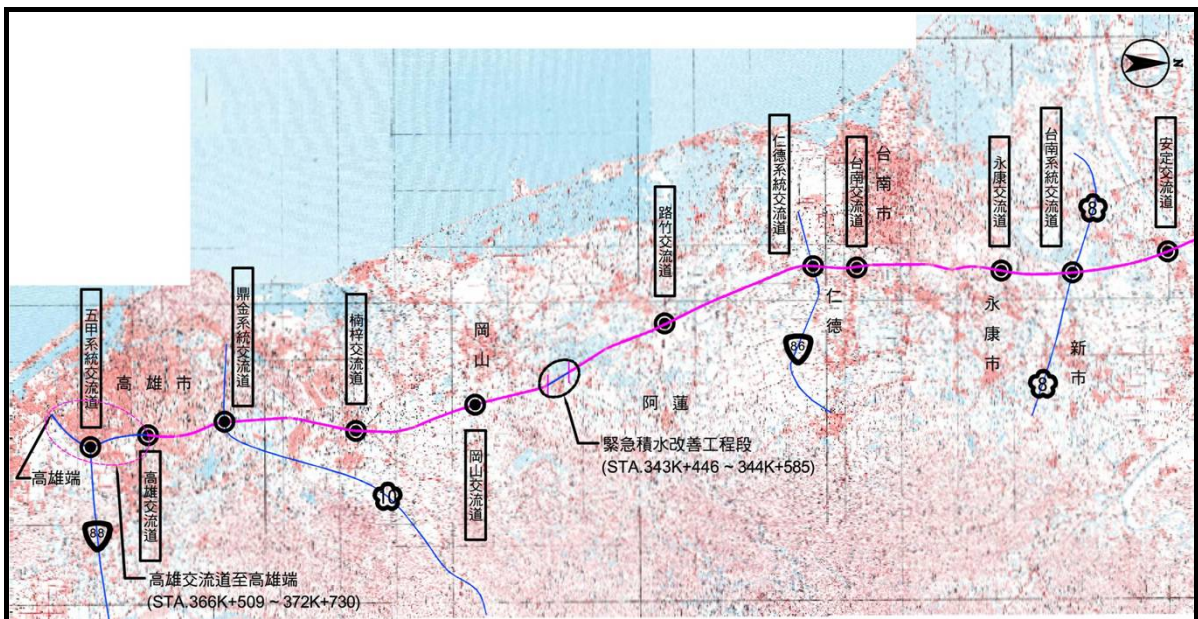 N
安定交流道
台南系統交流道
8
永康交流道
台南市
台南交流道
仁德系統交流道
路竹交流道
仁德
永康市
新市
8
86
岡山
阿蓮
鼎金系統交流道
楠梓交流道
五甲系統交流道
高雄市
岡山交流道
緊急積水改善工程段
(STA.343K+446 ~ 344K+585)
高雄端
高雄交流道
10
88
高雄交流道至高雄端
(STA.366K+509 ~ 372K+730)